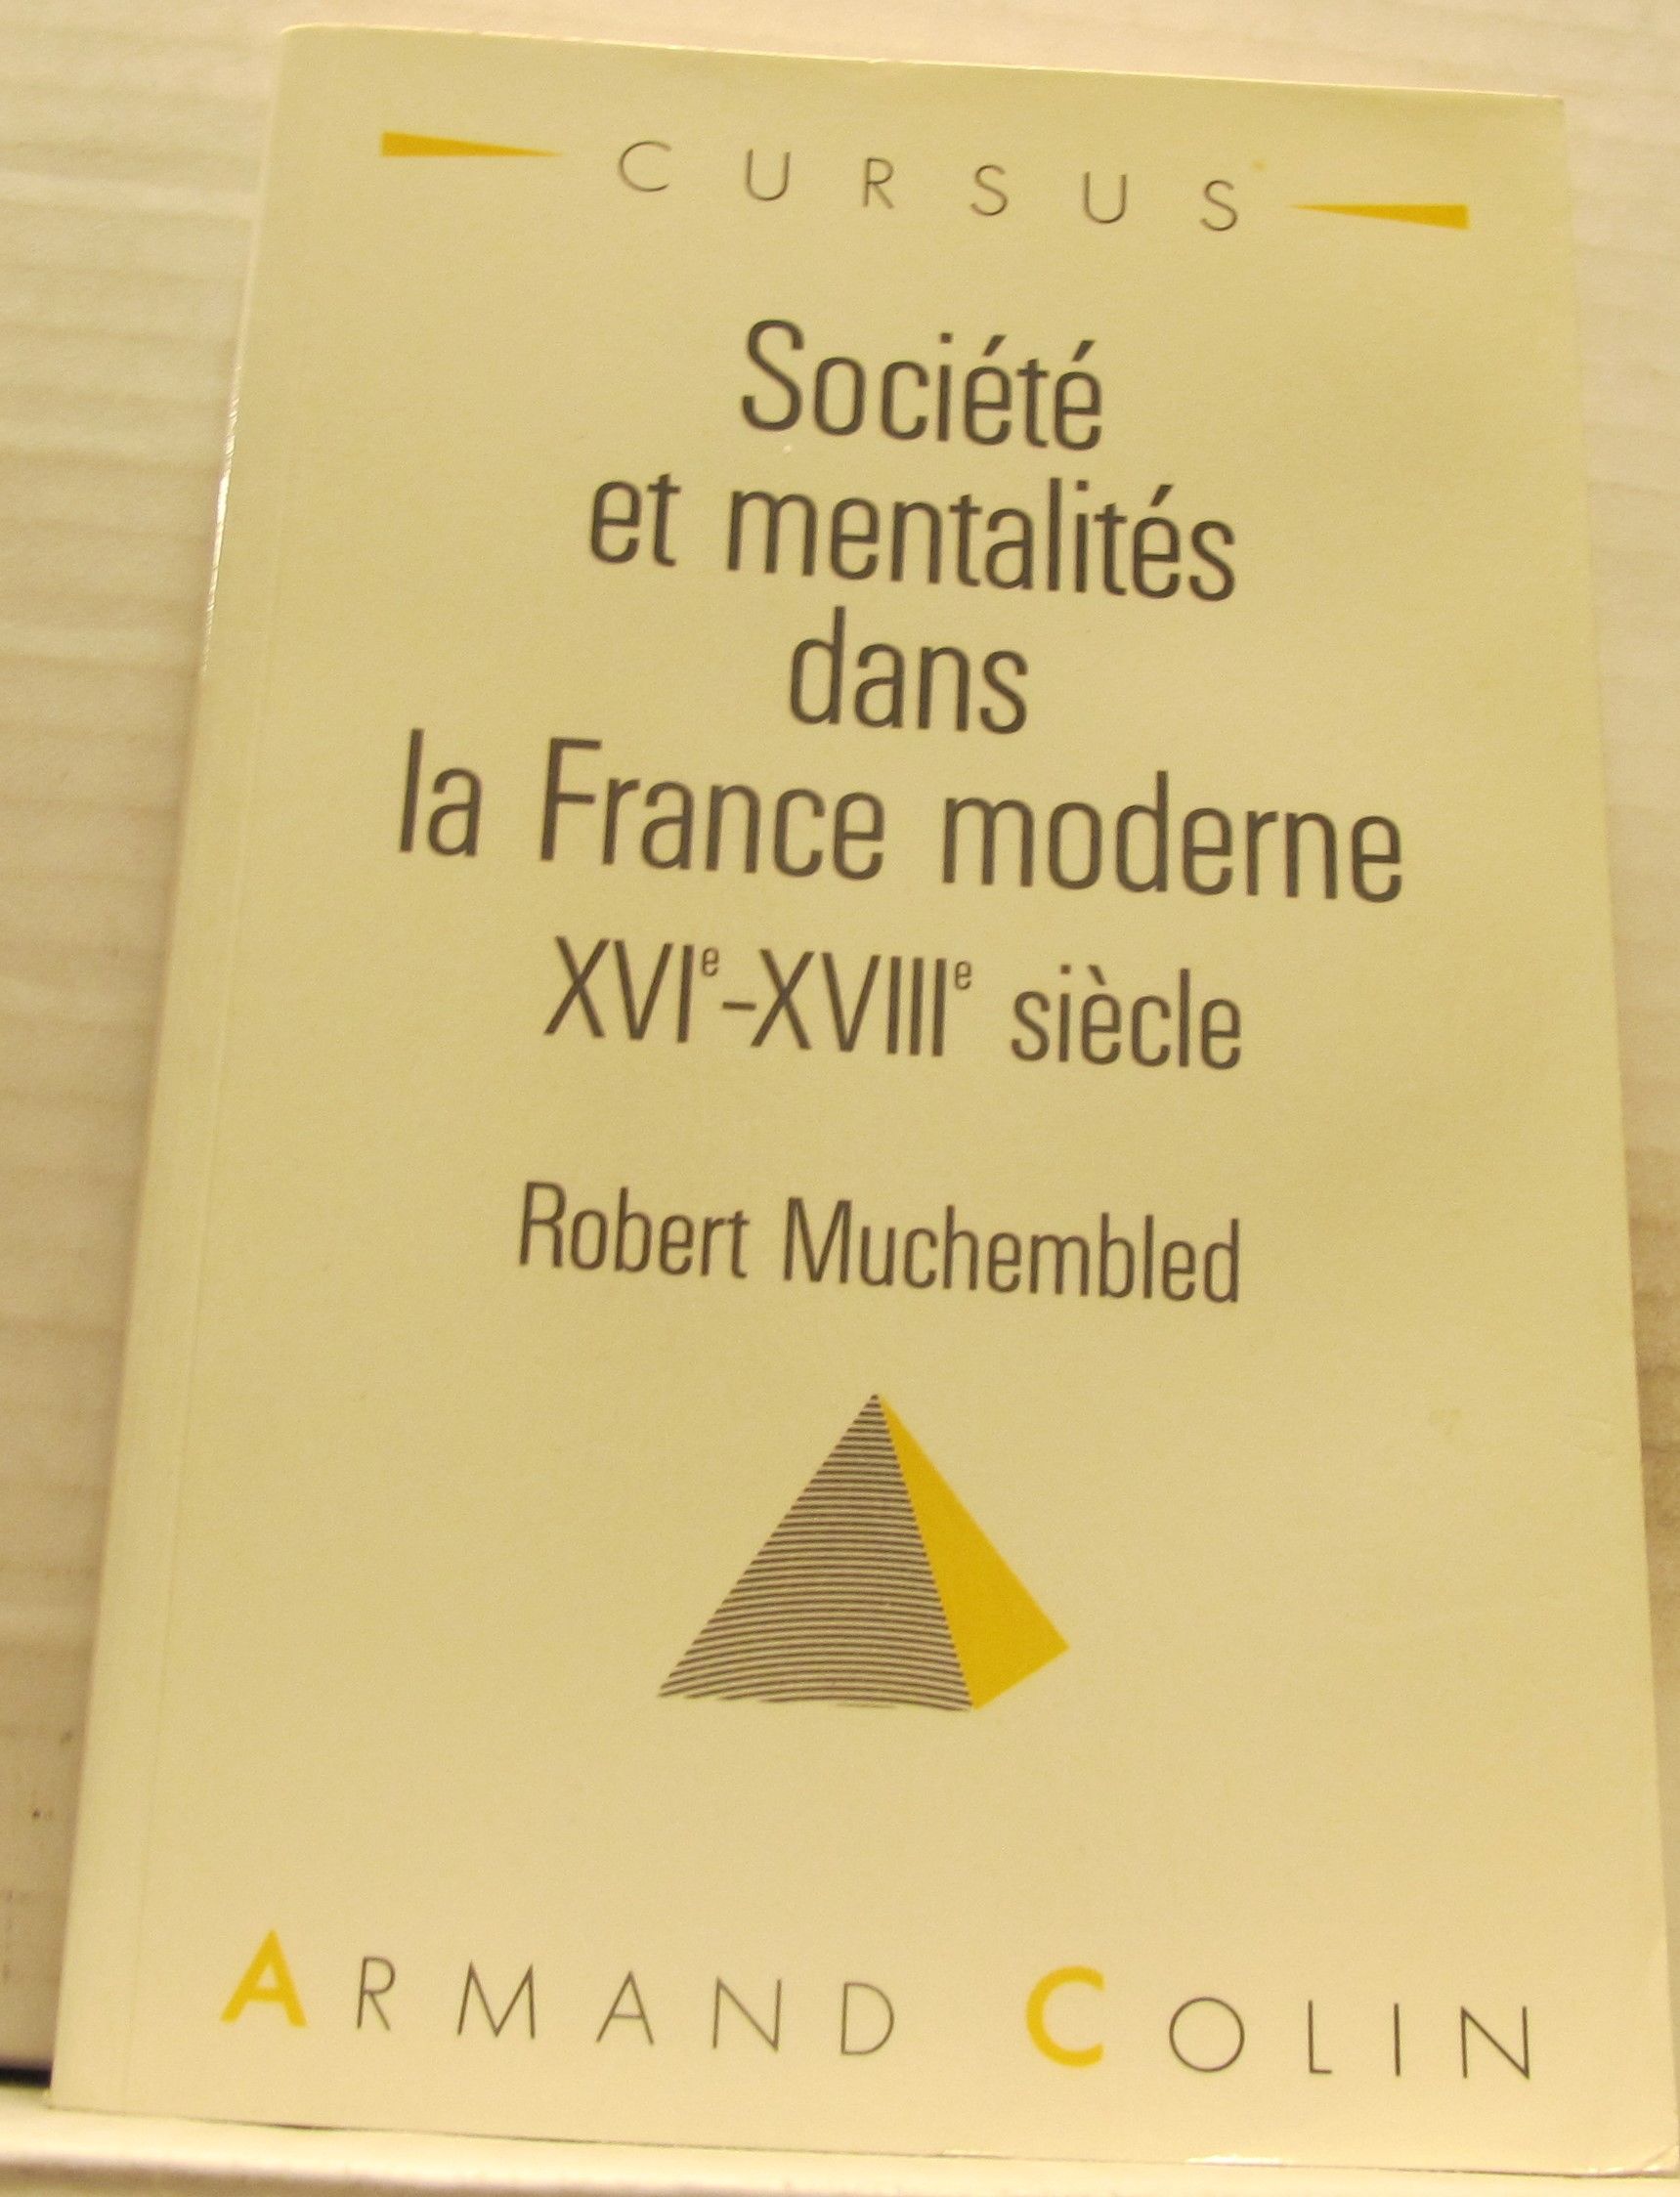 CURSUS
Société
et mentalités
dans
la France moderne
XVIᵉ-XVIIIᵉ siècle
Robert Muchembled
ARMAND COLIN